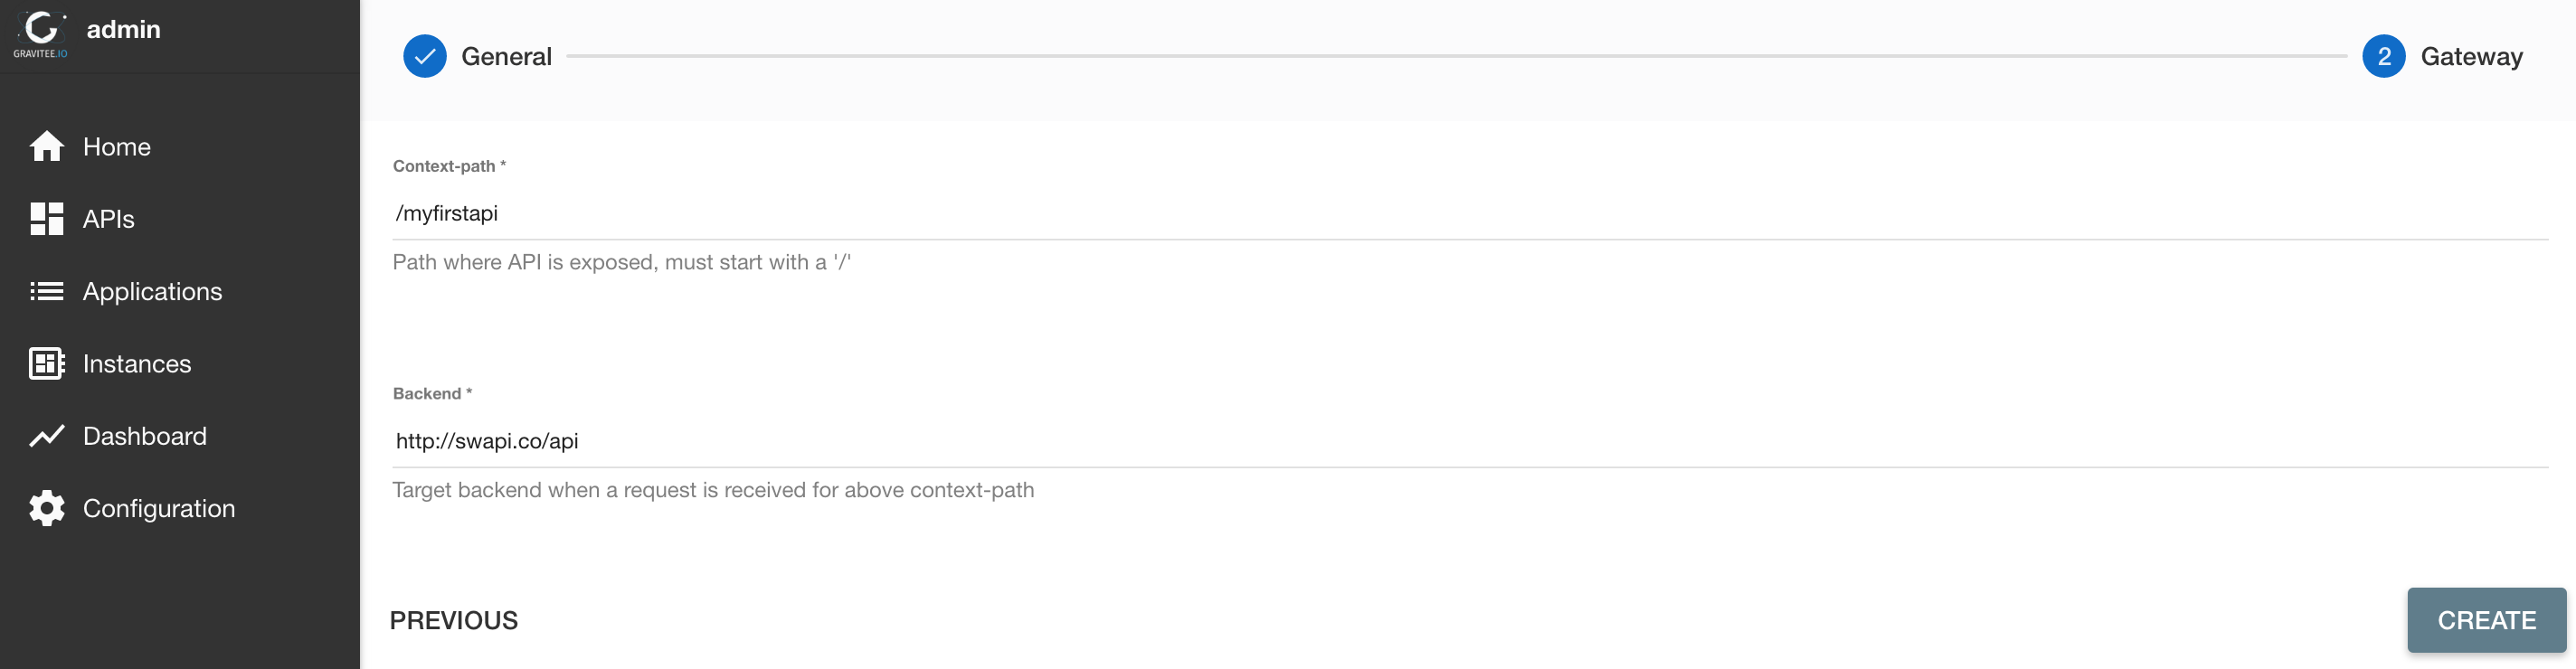 GRAVITEE.IO
admin
Home
APIs
Applications
Instances
Dashboard
Configuration
General
2 Gateway
Context-path *
/myfirstapi
Path where API is exposed, must start with a '/'
Backend *
http://swapi.co/api
Target backend when a request is received for above context-path
PREVIOUS
CREATE